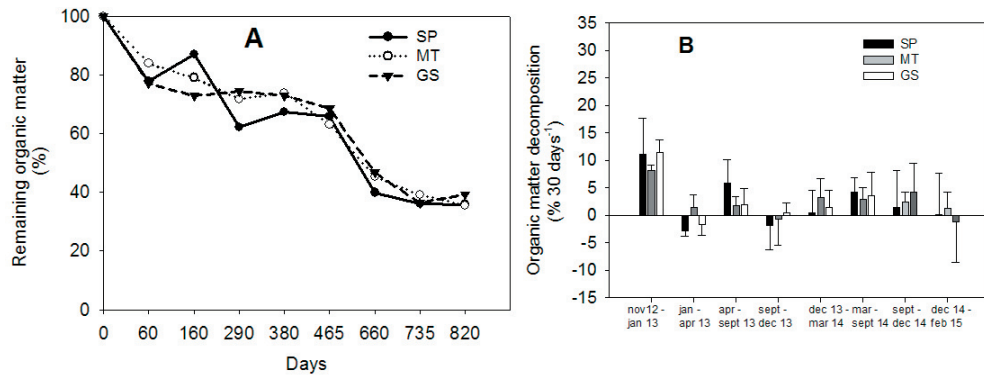 A
SP
MT
GS
Remaining organic matter
(%)
100
80
60
40
20
0
0 60 160 290 380 465 660 735 820
Days
B
SP
MT
GS
Organic matter decomposition
(% 30 days-1)
35
30
25
20
15
10
5
0
-5
-10
-15
nov12 - jan - apr - sept - dec 13 - mar - sept - dec 14 -
jan 13 apr 13 sept 13 dec 13 mar 14 sept 14 dec 14 feb 15